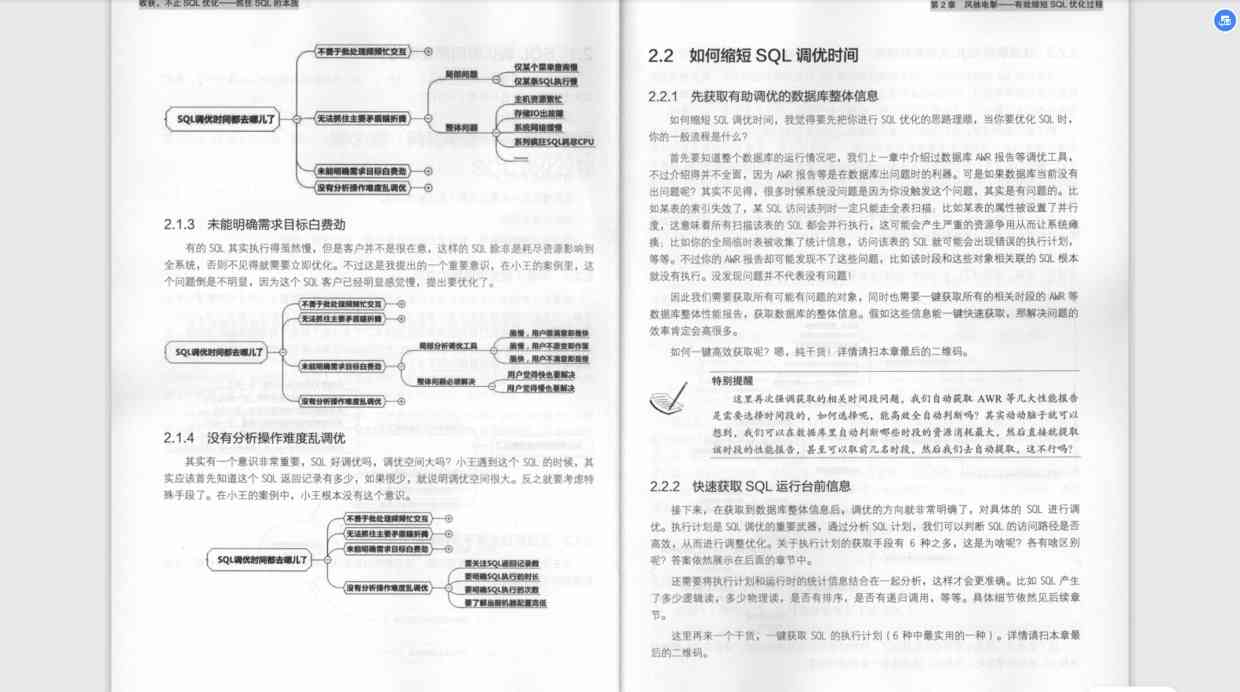 收获，不止SQL优化——抓住SQL的本质
不善于批处理频频忙交互
SQL调优时间都去哪儿了
无法抓住主要矛盾瞎折腾
局部问题
仅某个菜单查询慢
仅某条SQL执行慢
整体问题
主机资源繁忙
存储IO出故障
系统网络缓慢
系列疯狂SQL耗尽CPU
……
未能明确需求目标白费劲
没有分析操作难度乱调优
2.1.3 未能明确需求目标白费劲
有的 SQL 其实执行得虽然慢，但是客户并不是很在意，这样的 SQL 除非是耗尽资源影响到
全系统，否则不见得就需要立即优化。不过这是我提出的一个重要意识，在小王的案例里，这
个问题倒是不明显，因为这个 SQL 客户已经明显感觉慢，提出要优化了。
不善于批处理频频忙交互
无法抓住主要矛盾瞎折腾
SQL调优时间都去哪儿了
未能明确需求目标白费劲
局部分析调优工具
虽慢，用户很满意即维快
虽慢，用户不愿变即作罢
虽快，用户不满意即是慢
整体问题必须解决
用户觉得快也要解决
用户觉得慢也要解决
没有分析操作难度乱调优
2.1.4 没有分析操作难度乱调优
其实有一个意识非常重要，SQL 好调优吗，调优空间大吗？小王遇到这个 SQL 的时候，其
实应该首先知道这个 SQL 返回记录有多少，如果很少，就说明调优空间很大。反之就要考虑特
殊手段了。在小王的案例中，小王根本没有这个意识。
不善于批处理频频忙交互
无法抓住主要矛盾瞎折腾
未能明确需求目标白费劲
SQL调优时间都去哪儿了
没有分析操作难度乱调优
需关注SQL返回记录数
要明确SQL执行的时长
要明确SQL执行的次数
要了解当前机器配置高低
第 2 章 风驰电掣——有效缩短 SQL 优化过程
2.2 如何缩短 SQL 调优时间
2.2.1 先获取有助调优的数据库整体信息
如何缩短 SQL 调优时间，我觉得要先把你进行 SQL 优化的思路理顺，当你要优化 SQL 时，
你的一般流程是什么？
首先要知道整个数据库的运行情况吧，我们上一章中介绍过数据库 AWR 报告等调优工具，
不过介绍得并不全面，因为 AWR 报告等是在数据库出问题时的利器。可是如果数据库当前没有
出问题呢？其实不见得，很多时候系统没问题是因为你没触发这个问题，其实是有问题的。比
如某表的索引失效了，某 SQL 访问该列时一定只能走全表扫描；比如某表的属性被设置了并行
度，这意味着所有扫描该表的 SQL 都会并行执行，这可能会产生严重的资源争用从而让系统瘫
痪；比如你的全局临时表被收集了统计信息，访问该表的 SQL 就可能会出现错误的执行计划，
等等。不过你的 AWR 报告却可能发现不了这些问题，比如该时段和这些对象相关联的 SQL 根本
就没有执行。没发现问题并不代表没有问题！
因此我们需要获取所有可能有问题的对象，同时也需要一键获取所有的相关时段的 AWR 等
数据库整体性能报告，获取数据库的整体信息。假如这些信息能一键快速获取，那解决问题的
效率肯定会高很多。
如何一键高效获取呢？嗯，纯干货！详情请扫本章最后的二维码。
特别提醒
这里再次强调获取的相关时间段问题，我们自动获取 AWR 等几大性能报告
是需要选择时间段的，如何选择呢，能高效全自动判断吗？其实动动脑子就可以
想到，我们可以在数据库里自动判断哪些时段的资源消耗最大，然后直接就提取
该时段的性能报告，甚至可以取前几名时段，然后我们去自动提取，这不行吗？
2.2.2 快速获取 SQL 运行台前信息
接下来，在获取到数据库整体信息后，调优的方向就非常明确了，对具体的 SQL 进行调
优。执行计划是 SQL 调优的重要武器，通过分析 SQL 计划，我们可以判断 SQL 的访问路径是否
高效，从而进行调整优化。关于执行计划的获取手段有 6 种之多，这是为啥呢？各有啥区别
呢？答案依然展示在后面的章节中。
还需要将执行计划和运行时的统计信息结合在一起分析，这样才会更准确。比如 SQL 产生
了多少逻辑读，多少物理读，是否有排序，是否有递归调用，等等。具体细节依然见后续章
节。
这里再来一个干货，一键获取 SQL 的执行计划（6 种中最实用的一种）。详情请扫本章最
后的二维码。